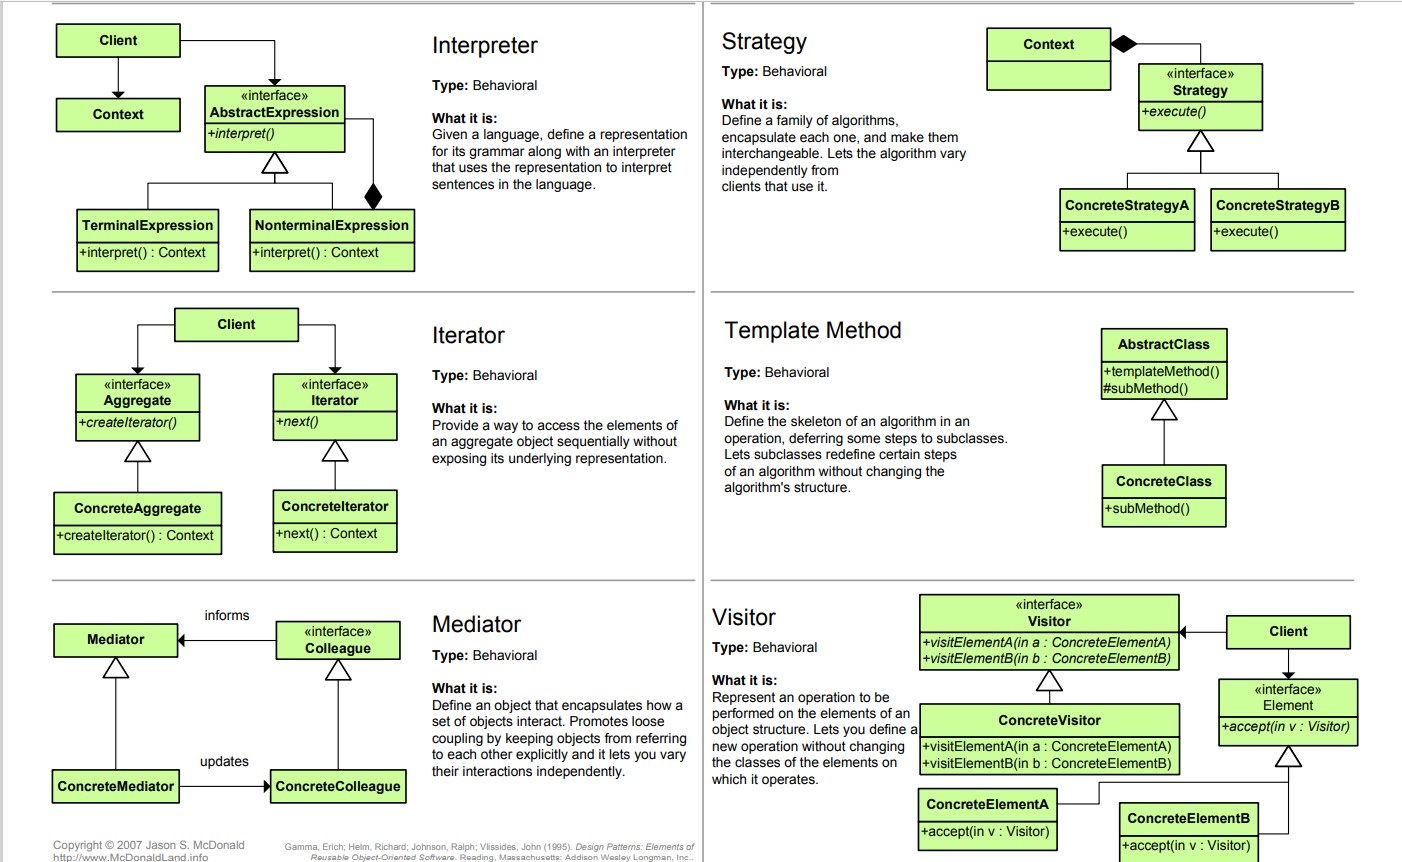 Client
Context
«interface»
AbstractExpression
+interpret()
TerminalExpression
+interpret() : Context
NonterminalExpression
+interpret() : Context
Interpreter
Type: Behavioral
What it is:
Given a language, define a representation
for its grammar along with an interpreter
that uses the representation to interpret
sentences in the language.
Strategy
Type: Behavioral
What it is:
Define a family of algorithms,
encapsulate each one, and make them
interchangeable. Lets the algorithm vary
independently from
clients that use it.
Context
«interface»
Strategy
+execute()
ConcreteStrategyA
+execute()
ConcreteStrategyB
+execute()
Client
«interface»
Aggregate
+createIterator()
«interface»
Iterator
+next()
ConcreteAggregate
+createIterator() : Context
ConcreteIterator
+next() : Context
Iterator
Type: Behavioral
What it is:
Provide a way to access the elements of
an aggregate object sequentially without
exposing its underlying representation.
Template Method
Type: Behavioral
What it is:
Define the skeleton of an algorithm in an
operation, deferring some steps to subclasses.
Lets subclasses redefine certain steps
of an algorithm without changing the
algorithm's structure.
AbstractClass
+templateMethod()
#subMethod()
ConcreteClass
+subMethod()
Mediator
informs
«interface»
Colleague
ConcreteMediator
updates
ConcreteColleague
Mediator
Type: Behavioral
What it is:
Define an object that encapsulates how a
set of objects interact. Promotes loose
coupling by keeping objects from referring
to each other explicitly and it lets you vary
their interactions independently.
Visitor
Type: Behavioral
What it is:
Represent an operation to be
performed on the elements of an
object structure. Lets you define a
new operation without changing
the classes of the elements on
which it operates.
«interface»
Visitor
+visitElementA(in a : ConcreteElementA)
+visitElementB(in b : ConcreteElementB)
Client
«interface»
Element
+accept(in v : Visitor)
ConcreteVisitor
+visitElementA(in a : ConcreteElementA)
+visitElementB(in b : ConcreteElementB)
ConcreteElementA
+accept(in v : Visitor)
ConcreteElementB
+accept(in v : Visitor)
Copyright © 2007 Jason S. McDonald
http://www.McDonaldLand.info
Gamma, Erich; Helm, Richard; Johnson, Ralph; Vlissides, John (1995). Design Patterns: Elements of
Reusable Object-Oriented Software. Reading, Massachusetts: Addison Wesley Longman, Inc..